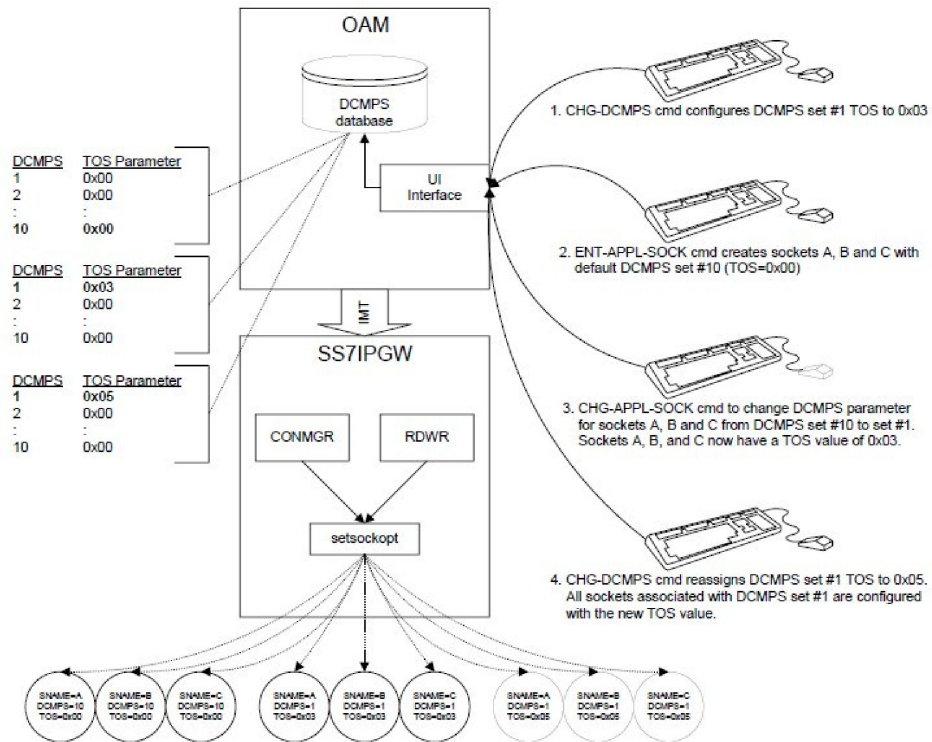 OAM
DCMPS
database
UI
Interface
1. CHG-DCMPS cmd configures DCMPS set #1 TOS to 0x03
2. ENT-APPL-SOCK cmd creates sockets A, B and C with
default DCMPS set #10 (TOS=0x00)
3. CHG-APPL-SOCK cmd to change DCMPS parameter
for sockets A, B and C from DCMPS set #10 to set #1.
Sockets A, B, and C now have a TOS value of 0x03.
4. CHG-DCMPS cmd reassigns DCMPS set #1 TOS to 0x05.
All sockets associated with DCMPS set #1 are configured
with the new TOS value.
DCMPS TOS Parameter
1 0x00
2 0x00
: :
10 0x00
DCMPS TOS Parameter
1 0x03
2 0x00
: :
10 0x00
DCMPS TOS Parameter
1 0x05
2 0x00
: :
10 0x00
IMT
SS7IPGW
CONMGR
RDWR
setsockopt
SNAME=A
DCMPS=10
TOS=0x00
SNAME=B
DCMPS=10
TOS=0x00
SNAME=C
DCMPS=10
TOS=0x00
SNAME=A
DCMPS=1
TOS=0x03
SNAME=B
DCMPS=1
TOS=0x03
SNAME=C
DCMPS=1
TOS=0x03
SNAME=A
DCMPS=1
TOS=0x05
SNAME=B
DCMPS=1
TOS=0x05
SNAME=C
DCMPS=1
TOS=0x05